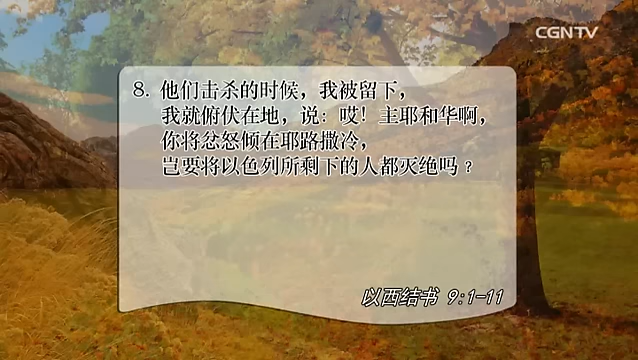 CGNTV
8. 他们击杀的时候，我被留下，
我就俯伏在地，说：哎！主耶和华啊，
你将忿怒倾在耶路撒冷，
岂要将以色列所剩下的人都灭绝吗？
以西结书 9:1-11